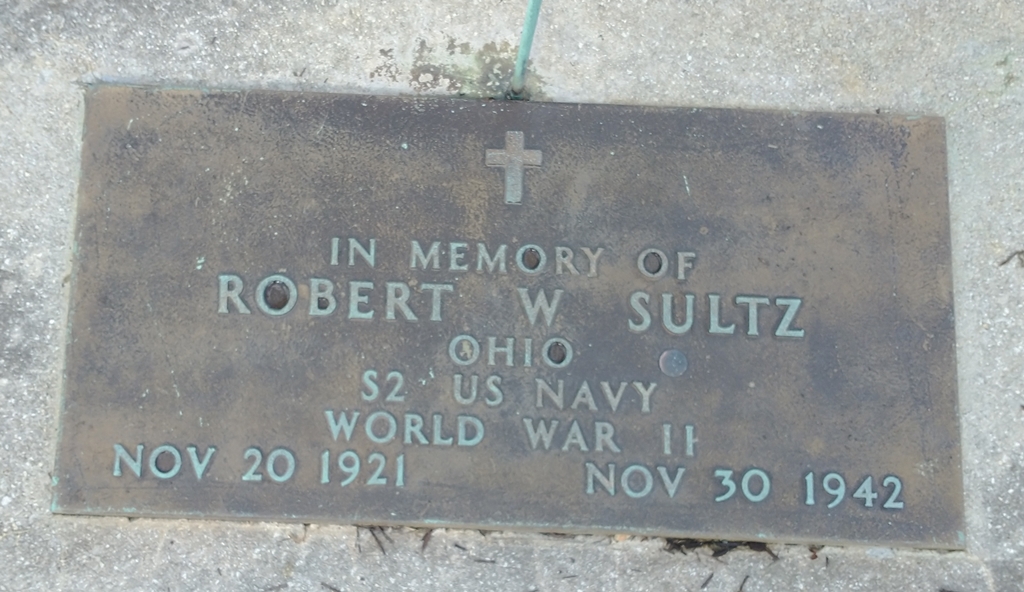 IN MEMORY OF
ROBERT W SULTZ
OHIO
S2 US NAVY
WORLD WAR II
NOV 20 1921 NOV 30 1942